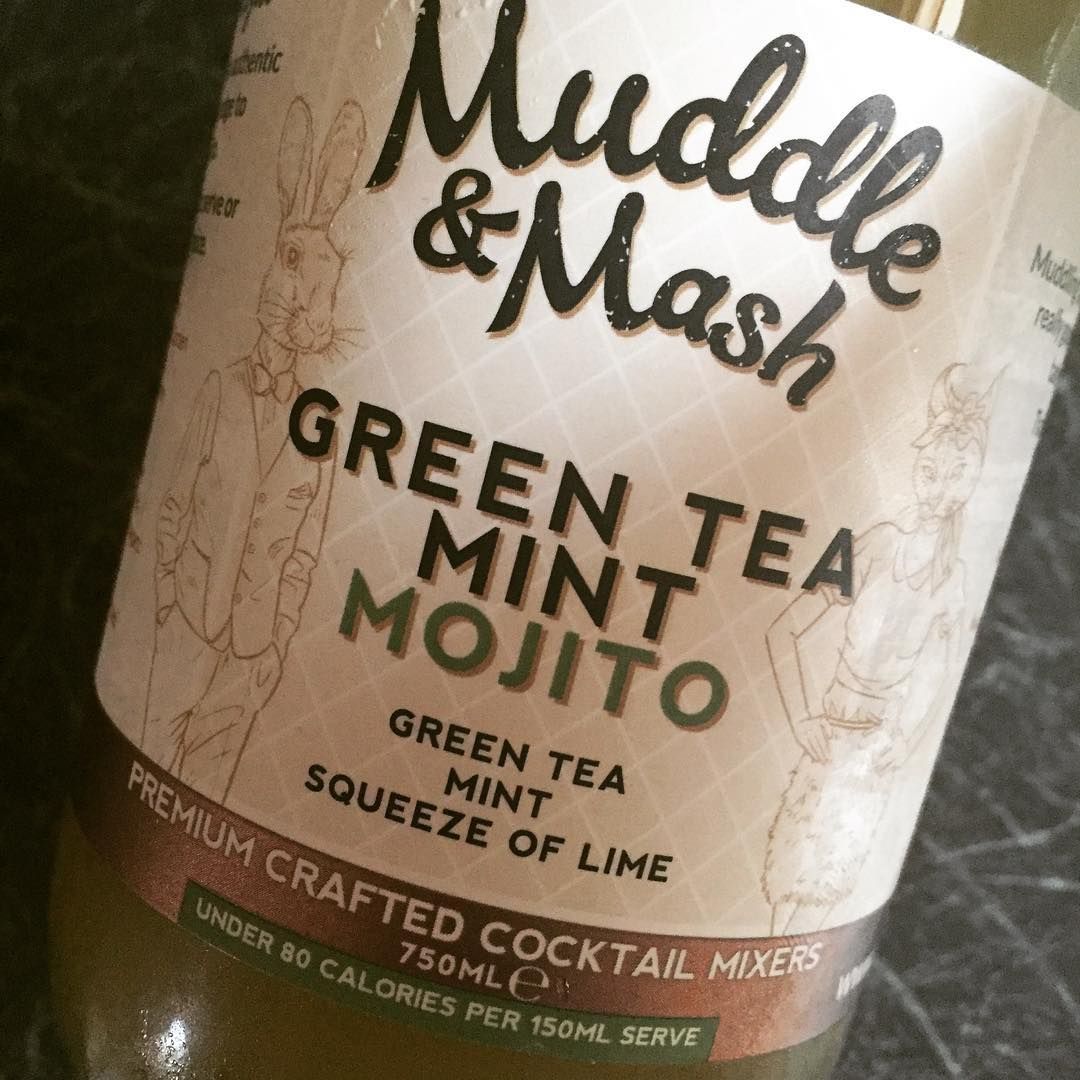 Muddle
& Mash
GREEN TEA
MINT
MOJITO
GREEN TEA
MINT
SQUEEZE OF LIME
PREMIUM CRAFTED COCKTAIL MIXERS
750ML e
UNDER 80 CALORIES PER 150ML SERVE